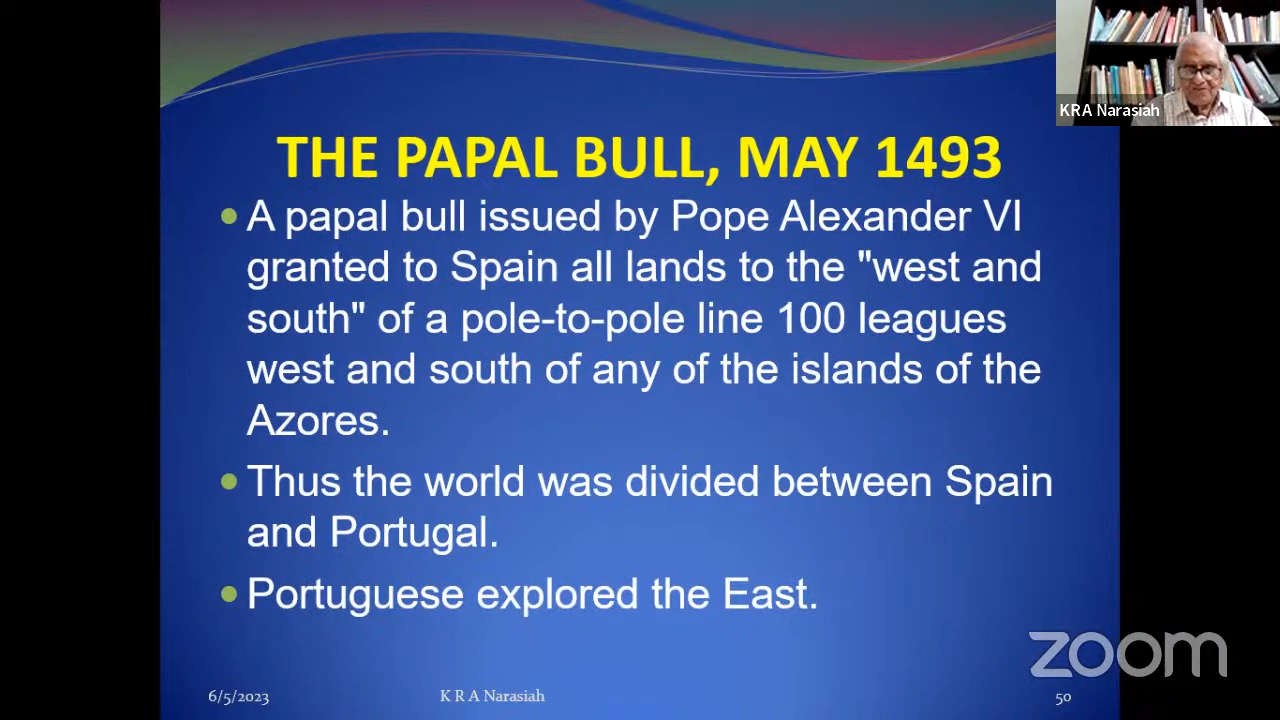 KRA Narasiah
THE PAPAL BULL, MAY 1493
A papal bull issued by Pope Alexander VI
granted to Spain all lands to the "west and
south" of a pole-to-pole line 100 leagues
west and south of any of the islands of the
Azores.
Thus the world was divided between Spain
and Portugal.
Portuguese explored the East.
zoom
6/5/2023
K R A Narasiah
50